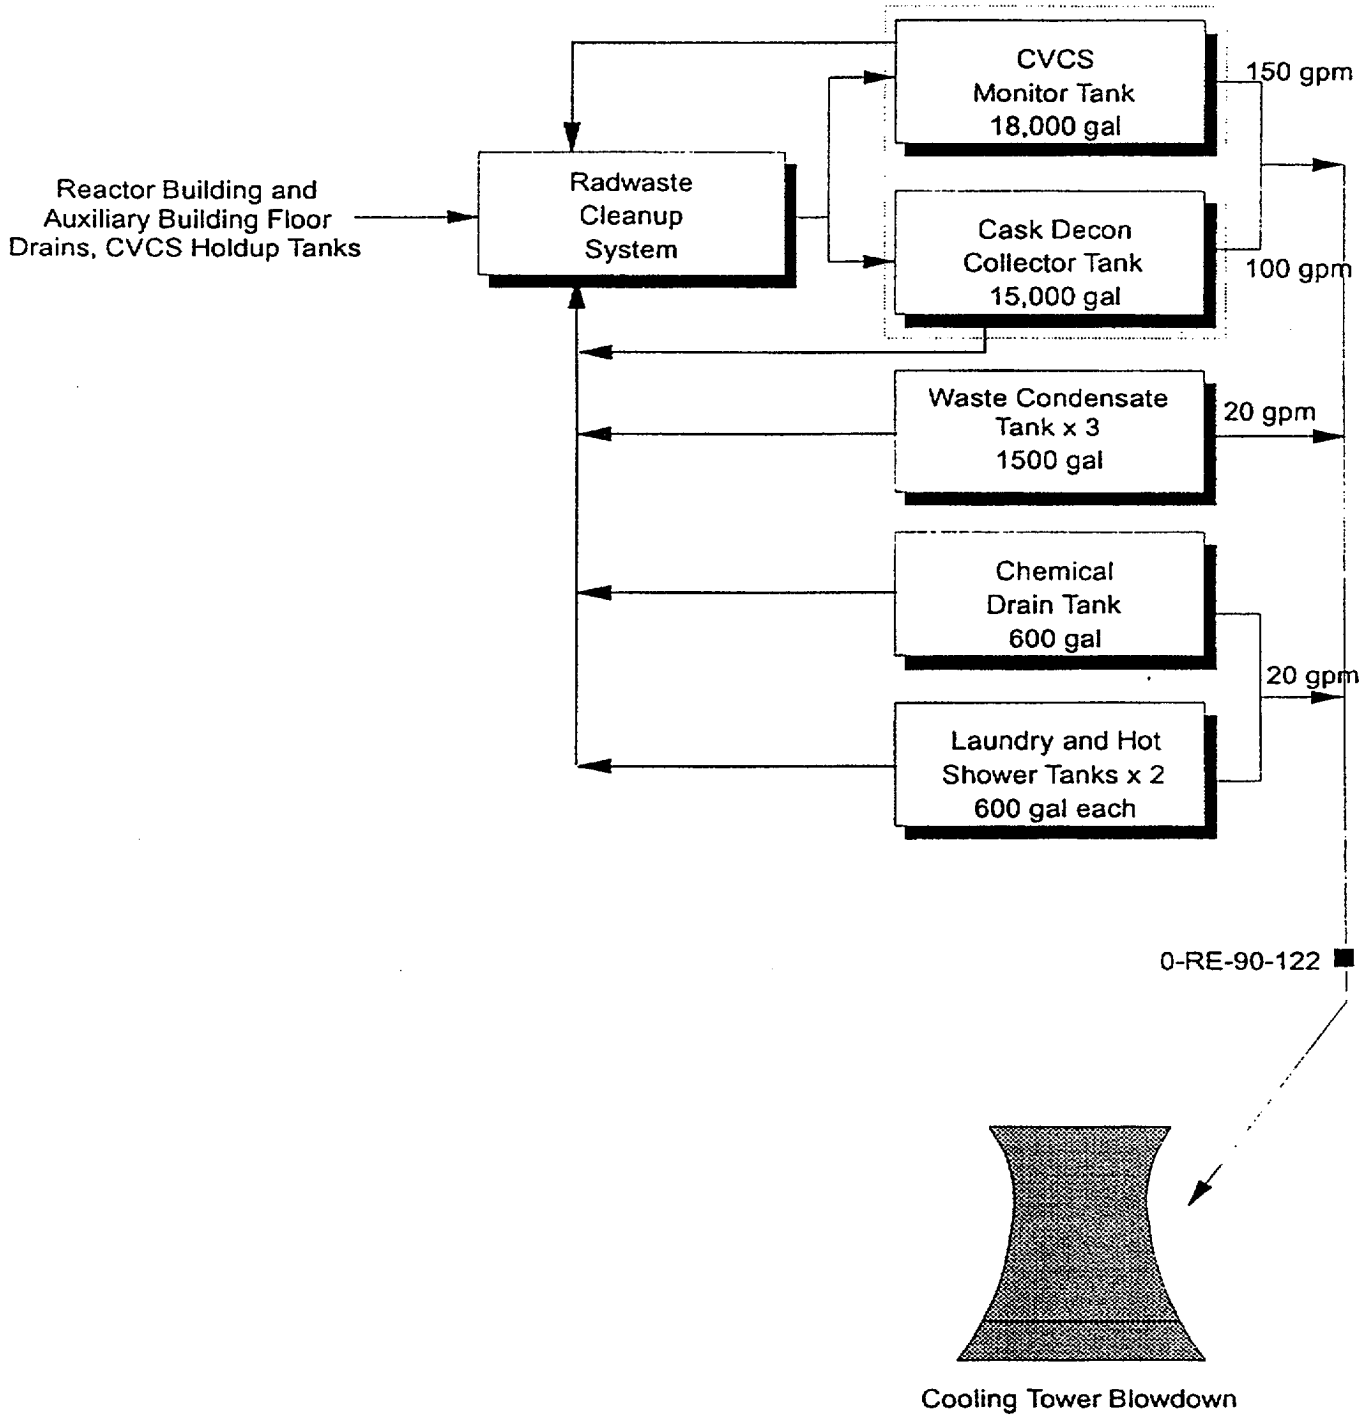 CVCS
Monitor Tank
18,000 gal
150 gpm
Reactor Building and
Auxiliary Building Floor
Drains, CVCS Holdup Tanks
Radwaste
Cleanup
System
Cask Decon
Collector Tank
15,000 gal
100 gpm
Waste Condensate
Tank x 3
1500 gal
20 gpm
Chemical
Drain Tank
600 gal
20 gpm
Laundry and Hot
Shower Tanks x 2
600 gal each
0-RE-90-122
Cooling Tower Blowdown